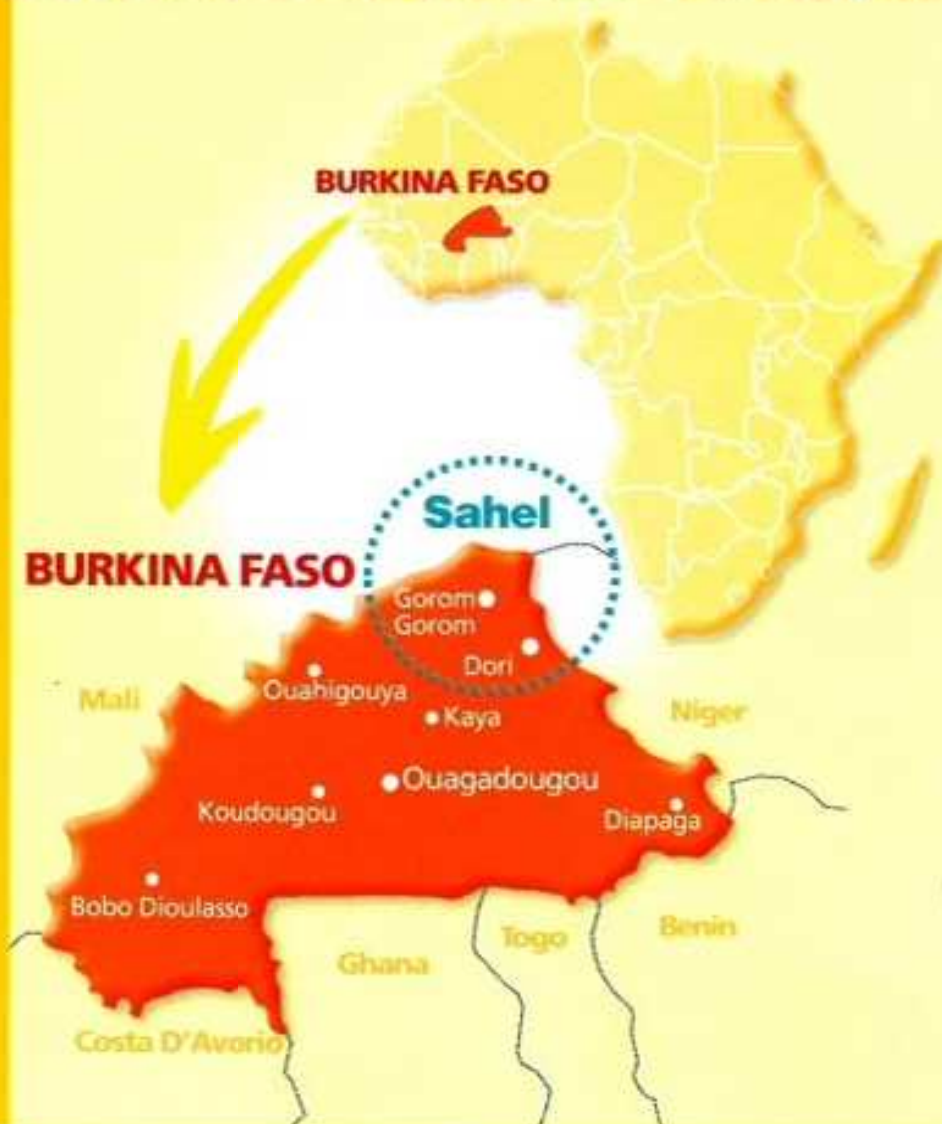 BURKINA FASO
Sahel
BURKINA FASO
Gorom
Gorom
Dori
Mali
Ouahigouya
Niger
Kaya
Ouagadougou
Koudougou
Diapaga
Bobo Dioulasso
Ghana
Togo
Benin
Costa D'Avorio